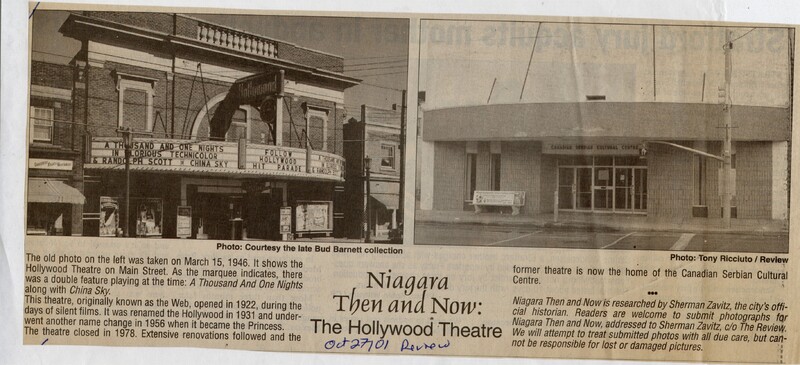 Hollywood
A THOUSAND AND ONE NIGHTS
IN GLORIOUS TECHNICOLOR
& RANDOLPH SCOTT IN CHINA SKY
FOLLOW
HOLLYWOOD
HIT PARADE
A THOUSAND
& RANDOLPH S
CANADIAN SERBIAN CULTURAL CENTRE
Photo: Courtesy the late Bud Barnett collection
Photo: Tony Ricciuto / Review
The old photo on the left was taken on March 15, 1946. It shows the
Hollywood Theatre on Main Street. As the marquee indicates, there
was a double feature playing at the time: A Thousand And One Nights
along with China Sky.
This theatre, originally known as the Web, opened in 1922, during the
days of silent films. It was renamed the Hollywood in 1931 and under-
went another name change in 1956 when it became the Princess.
The theatre closed in 1978. Extensive renovations followed and the
Niagara
Then and Now:
The Hollywood Theatre
Oct 27/01 Review
former theatre is now the home of the Canadian Serbian Cultural
Centre.
•••
Niagara Then and Now is researched by Sherman Zavitz, the city's of-
ficial historian. Readers are welcome to submit photographs for
Niagara Then and Now, addressed to Sherman Zavitz, c/o The Review.
We will attempt to treat submitted photos with all due care, but can-
not be responsible for lost or damaged pictures.